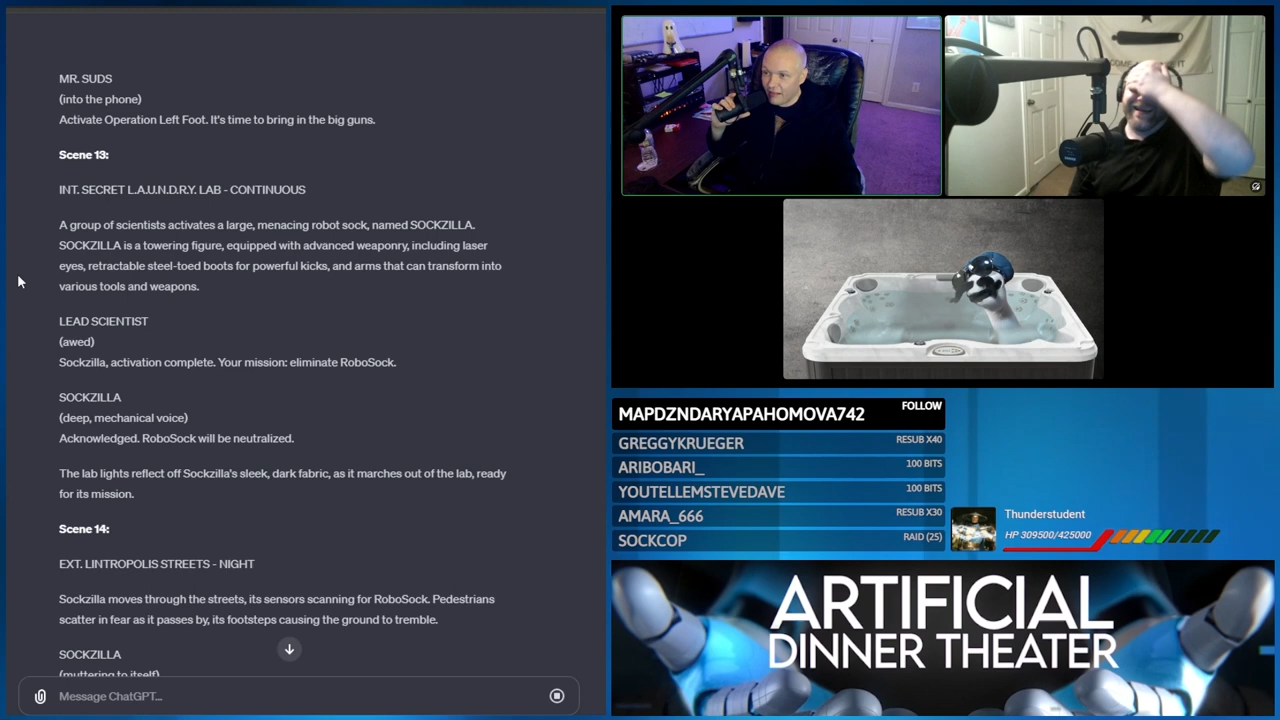 MR. SUDS
(into the phone)
Activate Operation Left Foot. It's time to bring in the big guns.
Scene 13:
INT. SECRET L.A.U.N.D.R.Y. LAB - CONTINUOUS
A group of scientists activates a large, menacing robot sock, named SOCKZILLA.
SOCKZILLA is a towering figure, equipped with advanced weaponry, including laser
eyes, retractable steel-toed boots for powerful kicks, and arms that can transform into
various tools and weapons.
LEAD SCIENTIST
(awed)
Sockzilla, activation complete. Your mission: eliminate RoboSock.
SOCKZILLA
(deep, mechanical voice)
Acknowledged. RoboSock will be neutralized.
The lab lights reflect off Sockzilla's sleek, dark fabric, as it marches out of the lab, ready
for its mission.
Scene 14:
EXT. LINTROPOLIS STREETS - NIGHT
Sockzilla moves through the streets, its sensors scanning for RoboSock. Pedestrians
scatter in fear as it passes by, its footsteps causing the ground to tremble.
SOCKZILLA
(muttering to itself)
Message ChatGPT...
MAPDZNDARYAPAHOMOVA742 FOLLOW
GREGGYKRUEGER RESUB X40
ARIBOBARI_ 100 BITS
YOUTELLEMSTEVEDAVE 100 BITS
AMARA_666 RESUB X30
SOCKCOP RAID (25)
Thunderstudent
HP 309500/425000
ARTIFICIAL
DINNER THEATER